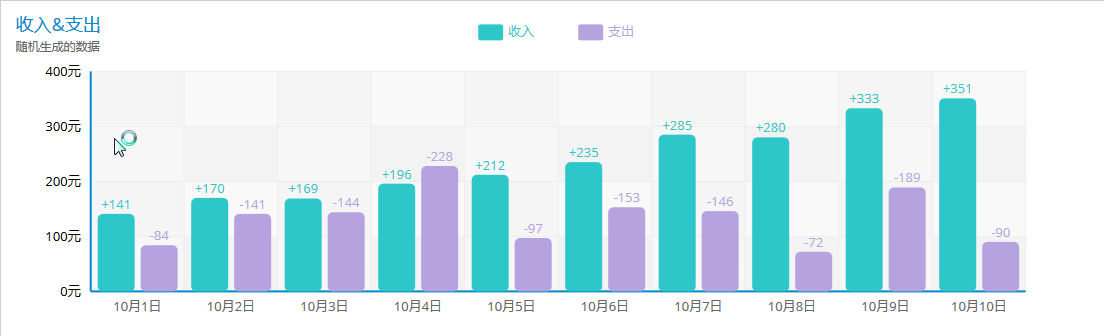 收入&支出
随机生成的数据
收入 支出
400元
300元
200元
100元
0元
+141 -84 +170 -141 +169 -144 +196 -228 +212 -97 +235 -153 +285 -146 +280 -72 +333 -189 +351 -90
10月1日 10月2日 10月3日 10月4日 10月5日 10月6日 10月7日 10月8日 10月9日 10月10日